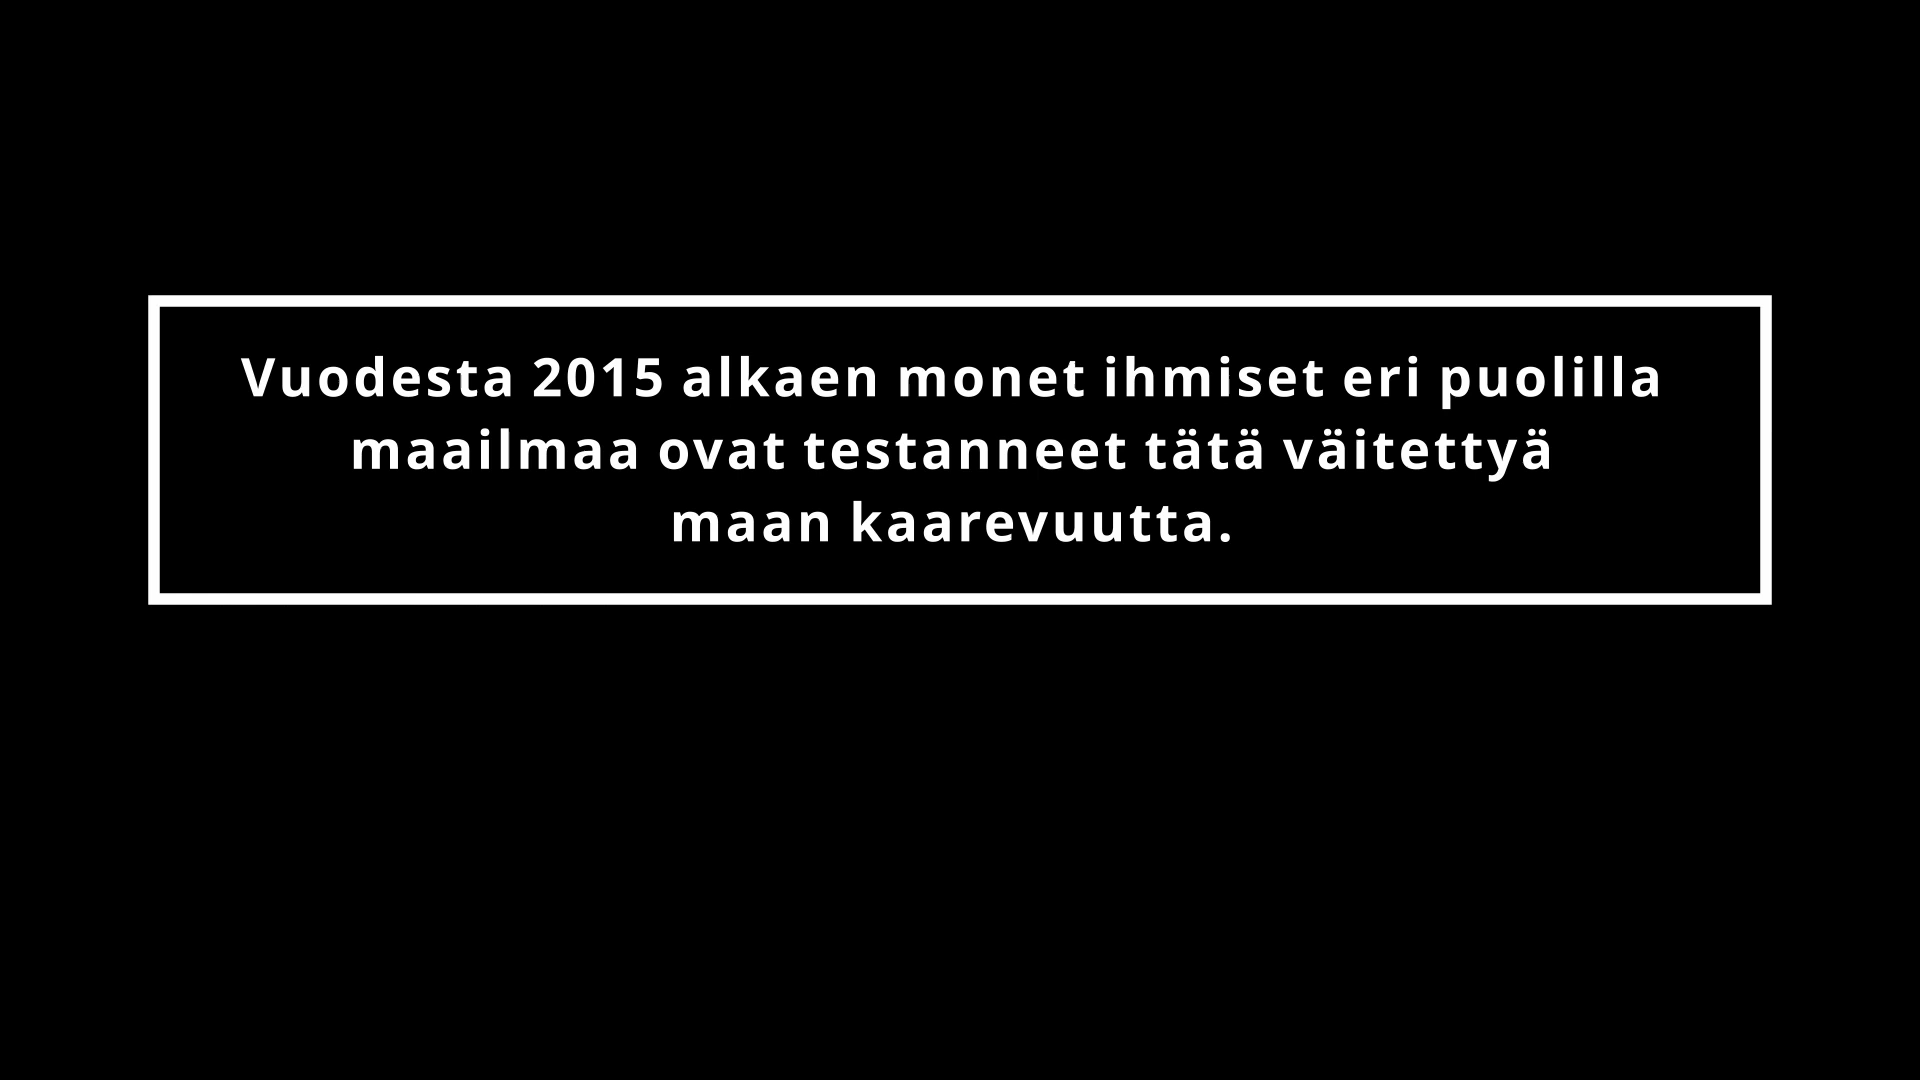 Vuodesta 2015 alkaen monet ihmiset eri puolilla
maailmaa ovat testanneet tätä väitettyä
maan kaarevuutta.